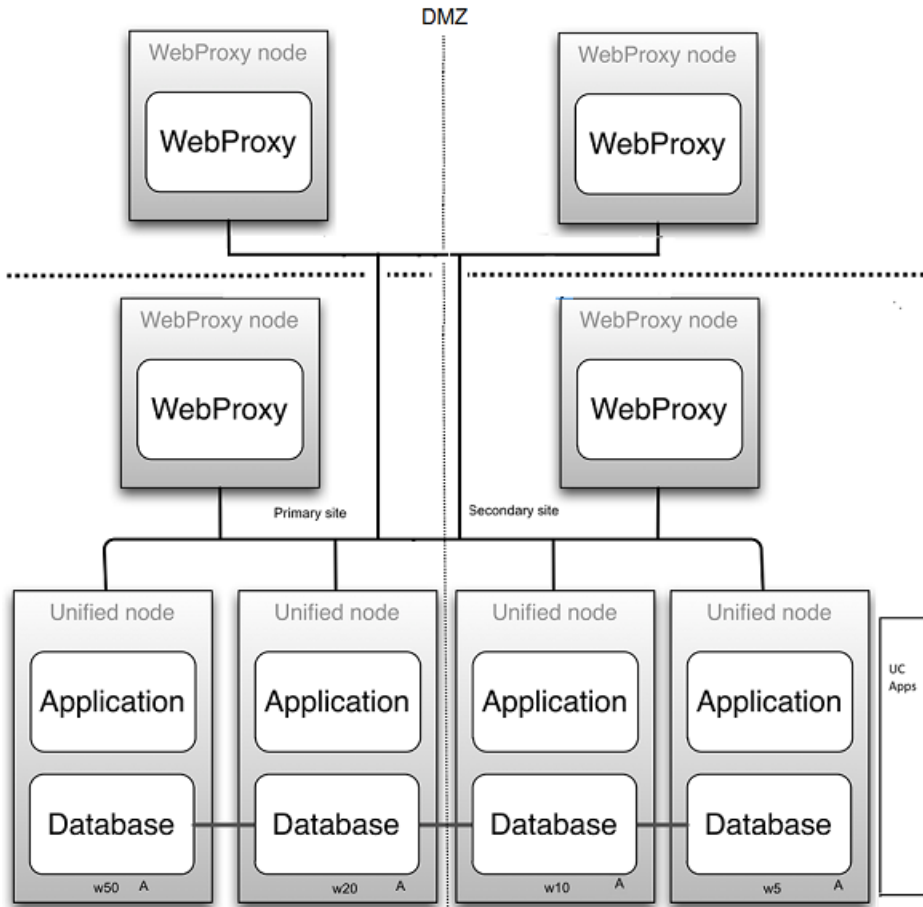 DMZ
WebProxy node
WebProxy node
WebProxy
WebProxy
WebProxy node
WebProxy node
WebProxy
WebProxy
Primary site
Secondary site
Unified node
Unified node
Unified node
Unified node
UC
Apps
Application
Application
Application
Application
Database
Database
Database
Database
w50 A
w20 A
w10 A
w5 A